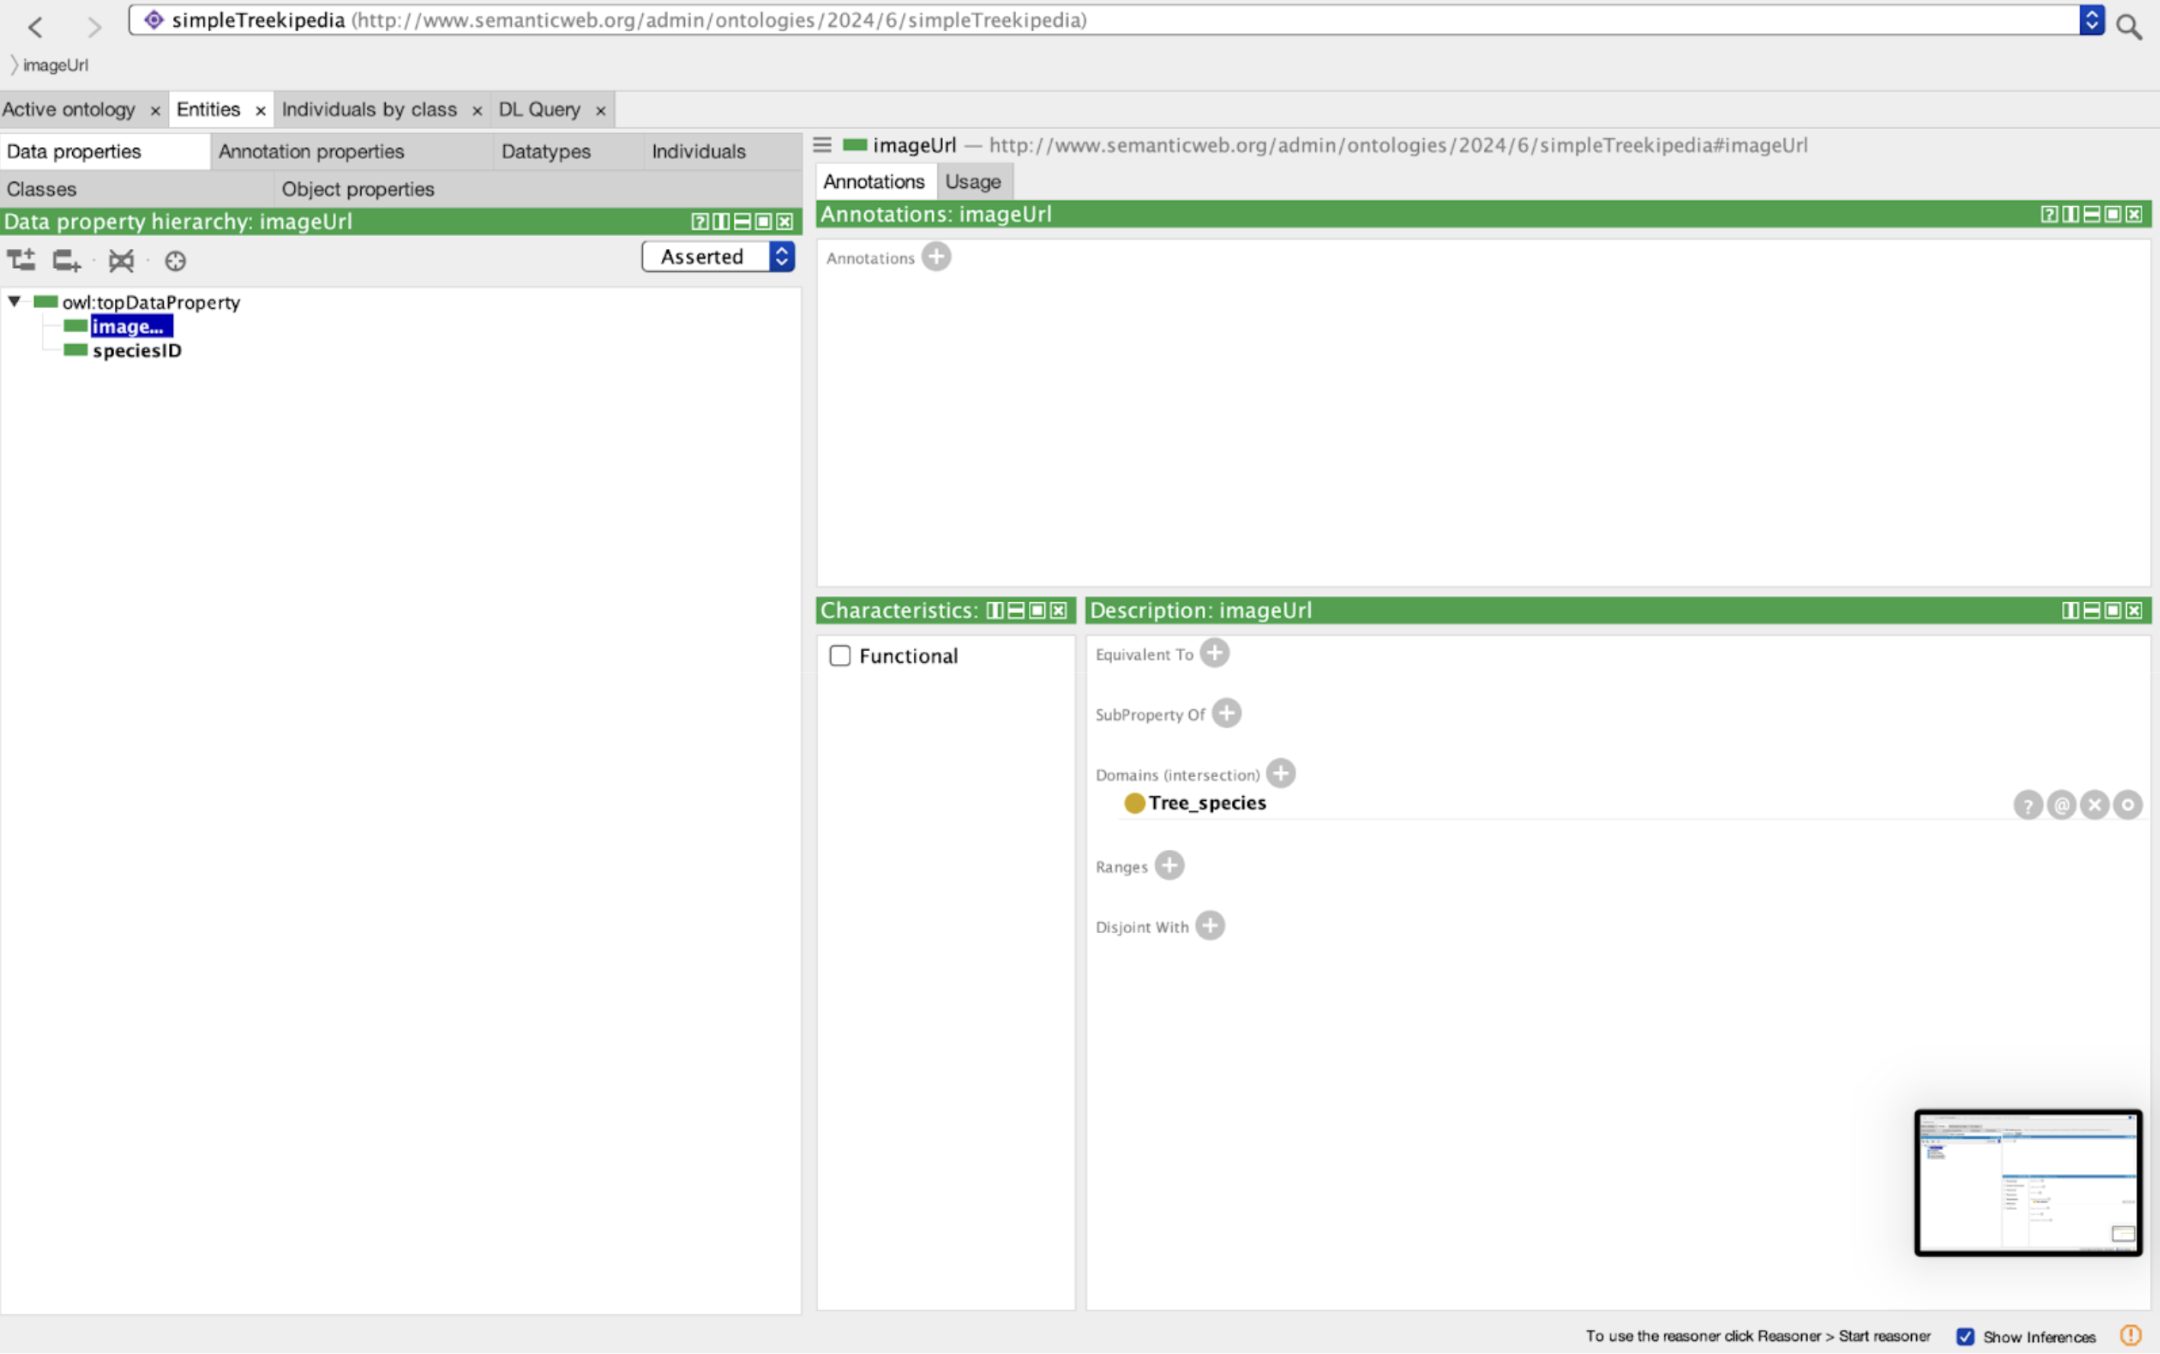 simpleTreekipedia (http://www.semanticweb.org/admin/ontologies/2024/6/simpleTreekipedia)
imageUrl
Active ontology × Entities × Individuals by class × DL Query ×
Data properties Annotation properties Datatypes Individuals
Classes Object properties
Data property hierarchy: imageUrl
Asserted
owl:topDataProperty
image...
speciesID
imageUrl — http://www.semanticweb.org/admin/ontologies/2024/6/simpleTreekipedia#imageUrl
Annotations Usage
Annotations: imageUrl
Annotations
Characteristics:
Functional
Description: imageUrl
Equivalent To
SubProperty Of
Domains (intersection)
Tree_species
Ranges
Disjoint With
To use the reasoner click Reasoner > Start reasoner Show Inferences